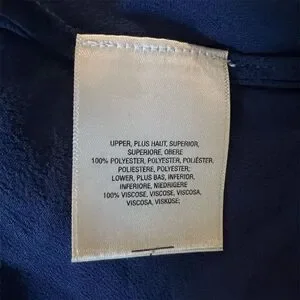 UPPER, PLUS HAUT, SUPERIOR,
SUPERIORE, OBERE
100% POLYESTER, POLYESTER, POLIÉSTER,
POLIESTERE, POLYESTER;
LOWER, PLUS BAS, INFERIOR,
INFERIORE, NIEDRIGERE
100% VISCOSE, VISCOSE, VISCOSA,
VISCOSA, VISKOSE;